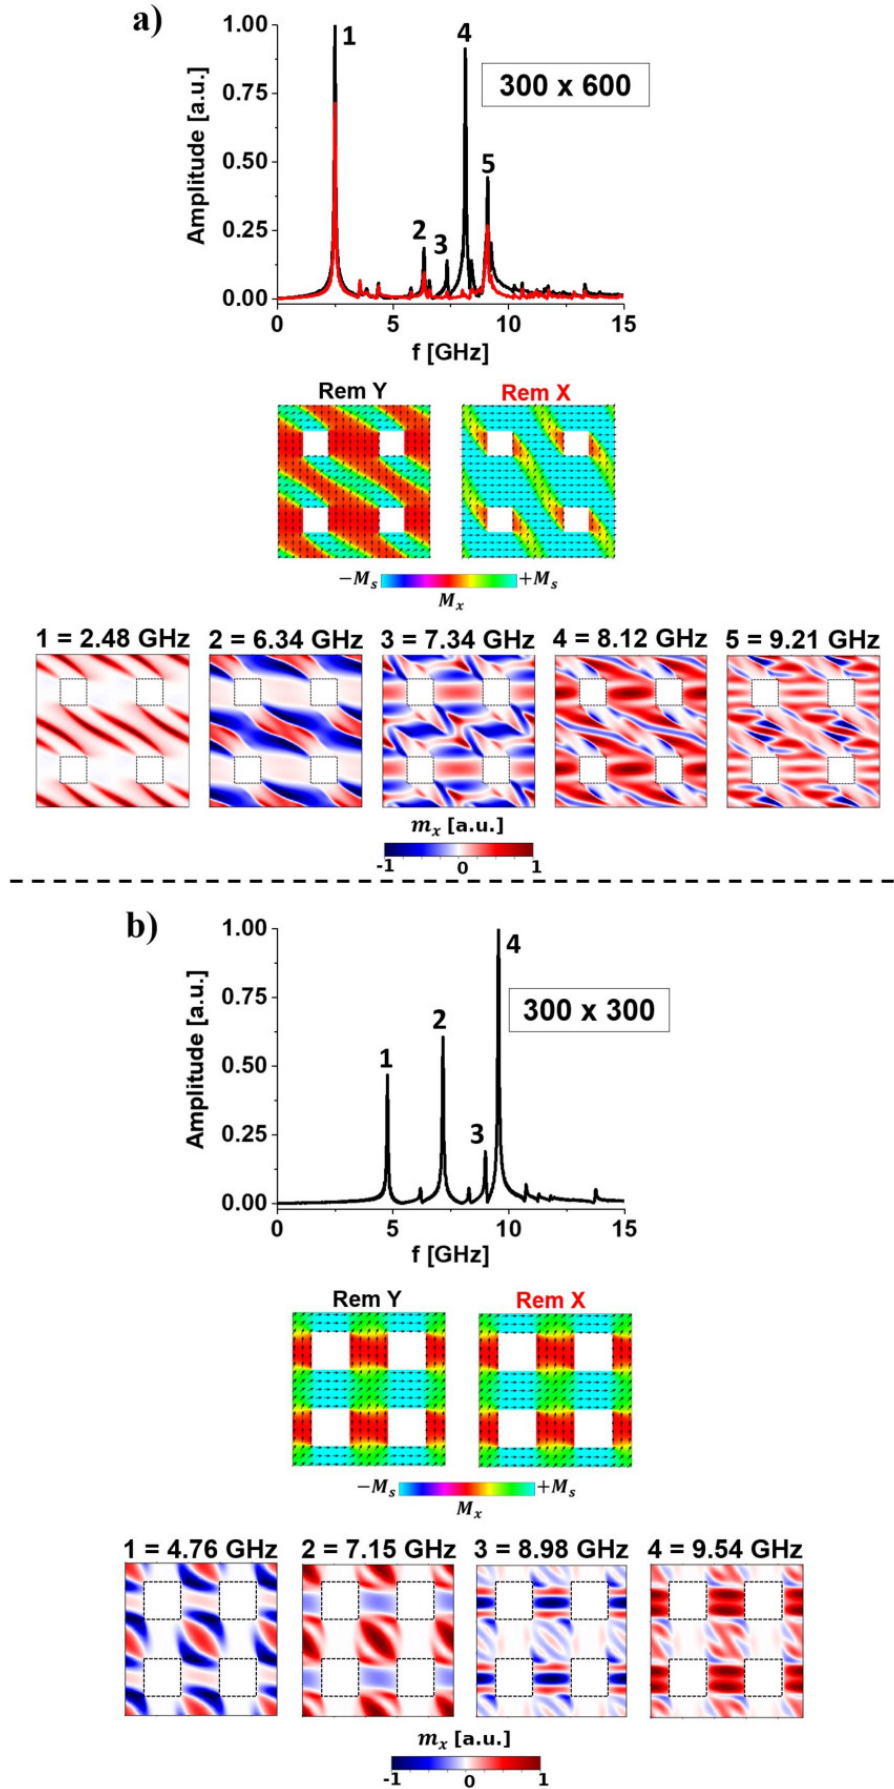 a)
1.00
0.75
0.50
0.25
0.00
Amplitude [a.u.]
1
2
3
4
5
300 x 600
0
5
10
15
f [GHz]
Rem Y
Rem X
−Ms
+Ms
Mx
1 = 2.48 GHz
2 = 6.34 GHz
3 = 7.34 GHz
4 = 8.12 GHz
5 = 9.21 GHz
mx [a.u.]
-1
0
1
b)
1.00
0.75
0.50
0.25
0.00
Amplitude [a.u.]
1
2
3
4
300 x 300
0
5
10
15
f [GHz]
Rem Y
Rem X
−Ms
+Ms
Mx
1 = 4.76 GHz
2 = 7.15 GHz
3 = 8.98 GHz
4 = 9.54 GHz
mx [a.u.]
-1
0
1